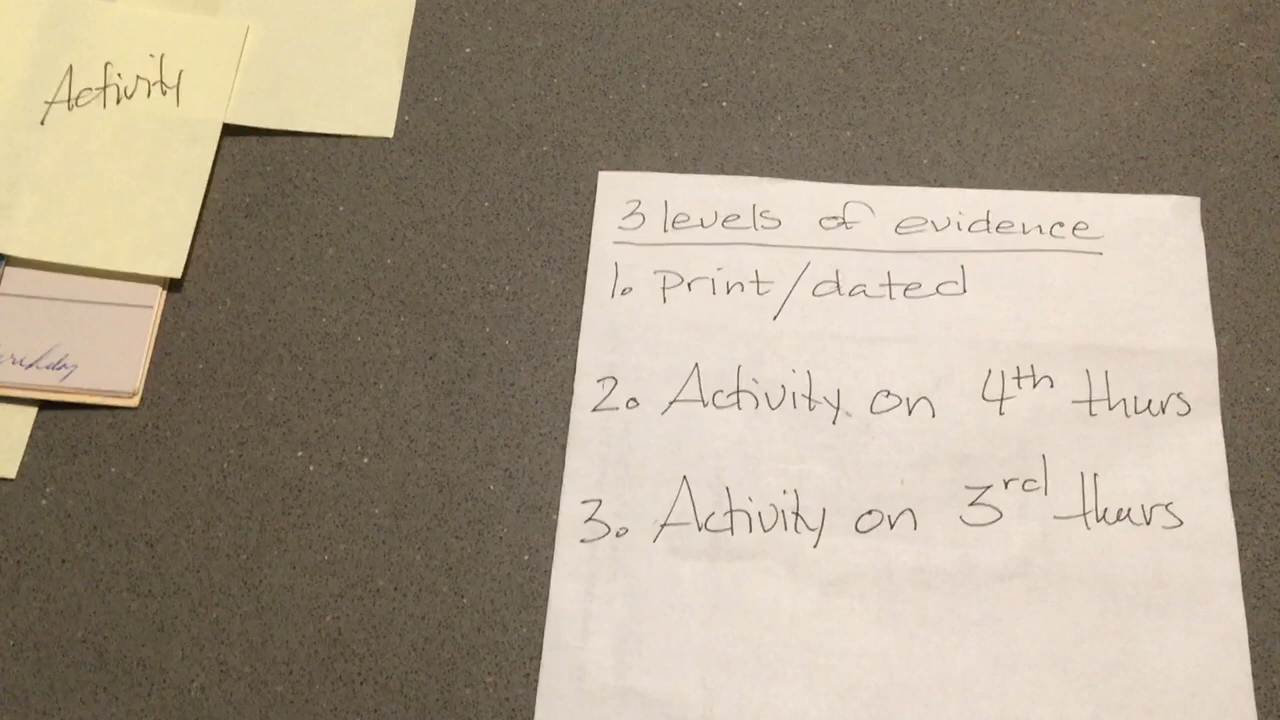 Activity
3 levels of evidence
1. Print/dated
2. Activity on 4th thurs
3. Activity on 3rd thurs